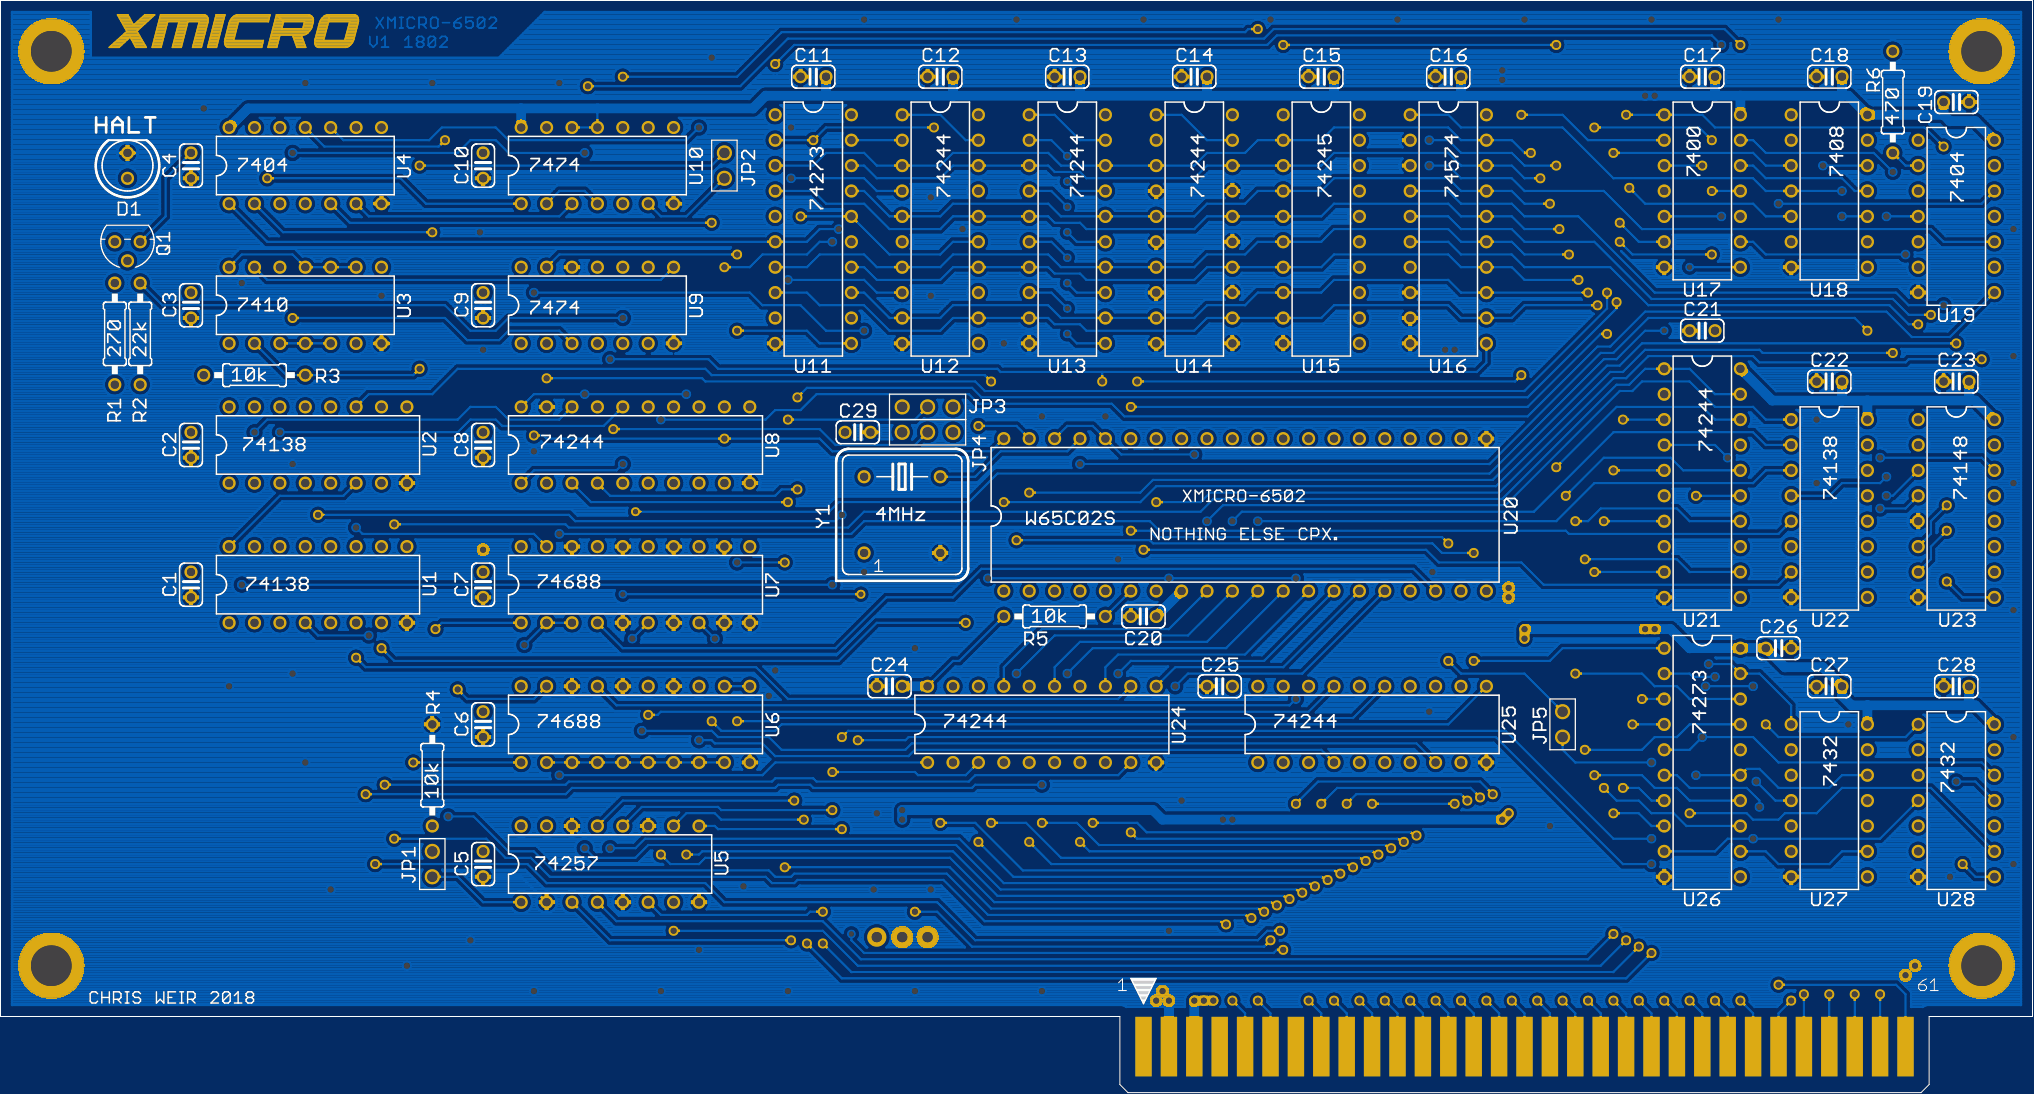 XMICRO
XMICRO-6502
V1 1802
C11
C12
C13
C14
C15
C16
C17
C18
R6
470
C19
HALT
D1
C4
7404
U4
C10
7474
U10
JP2
74273
U11
74244
U12
74244
U13
74244
U14
74245
U15
74574
U16
7400
U17
7408
U18
7404
U19
Q1
C3
7410
U3
C9
7474
U9
C21
270
22k
R1
R2
10k
R3
C22
C23
C2
74138
U2
C8
74244
U8
C29
JP3
JP4
Y1
4MHz
1
XMICRO-6502
W65C02S
NOTHING ELSE CPX.
U20
74244
U21
74138
U22
74148
U23
C1
74138
U1
C7
74688
U7
10k
R5
C20
C26
C24
C25
C27
C28
R4
10k
C6
74688
U6
74244
U24
74244
U25
JP5
74273
U26
7432
U27
7432
U28
JP1
C5
74257
U5
CHRIS WEIR 2018
1
61